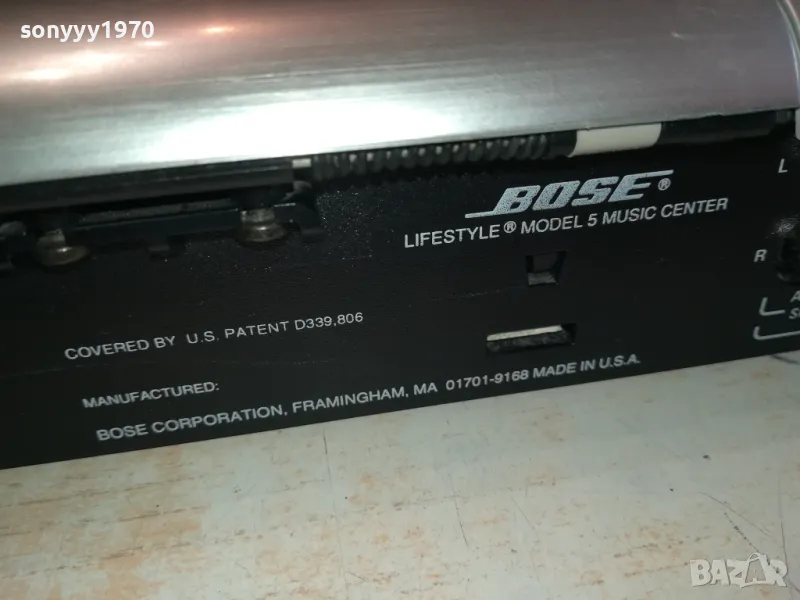 sonyyy1970
BOSE®
LIFESTYLE® MODEL 5 MUSIC CENTER
L
R
COVERED BY U.S. PATENT D339,806
MANUFACTURED:
BOSE CORPORATION, FRAMINGHAM, MA 01701-9168 MADE IN U.S.A.
BAZAR